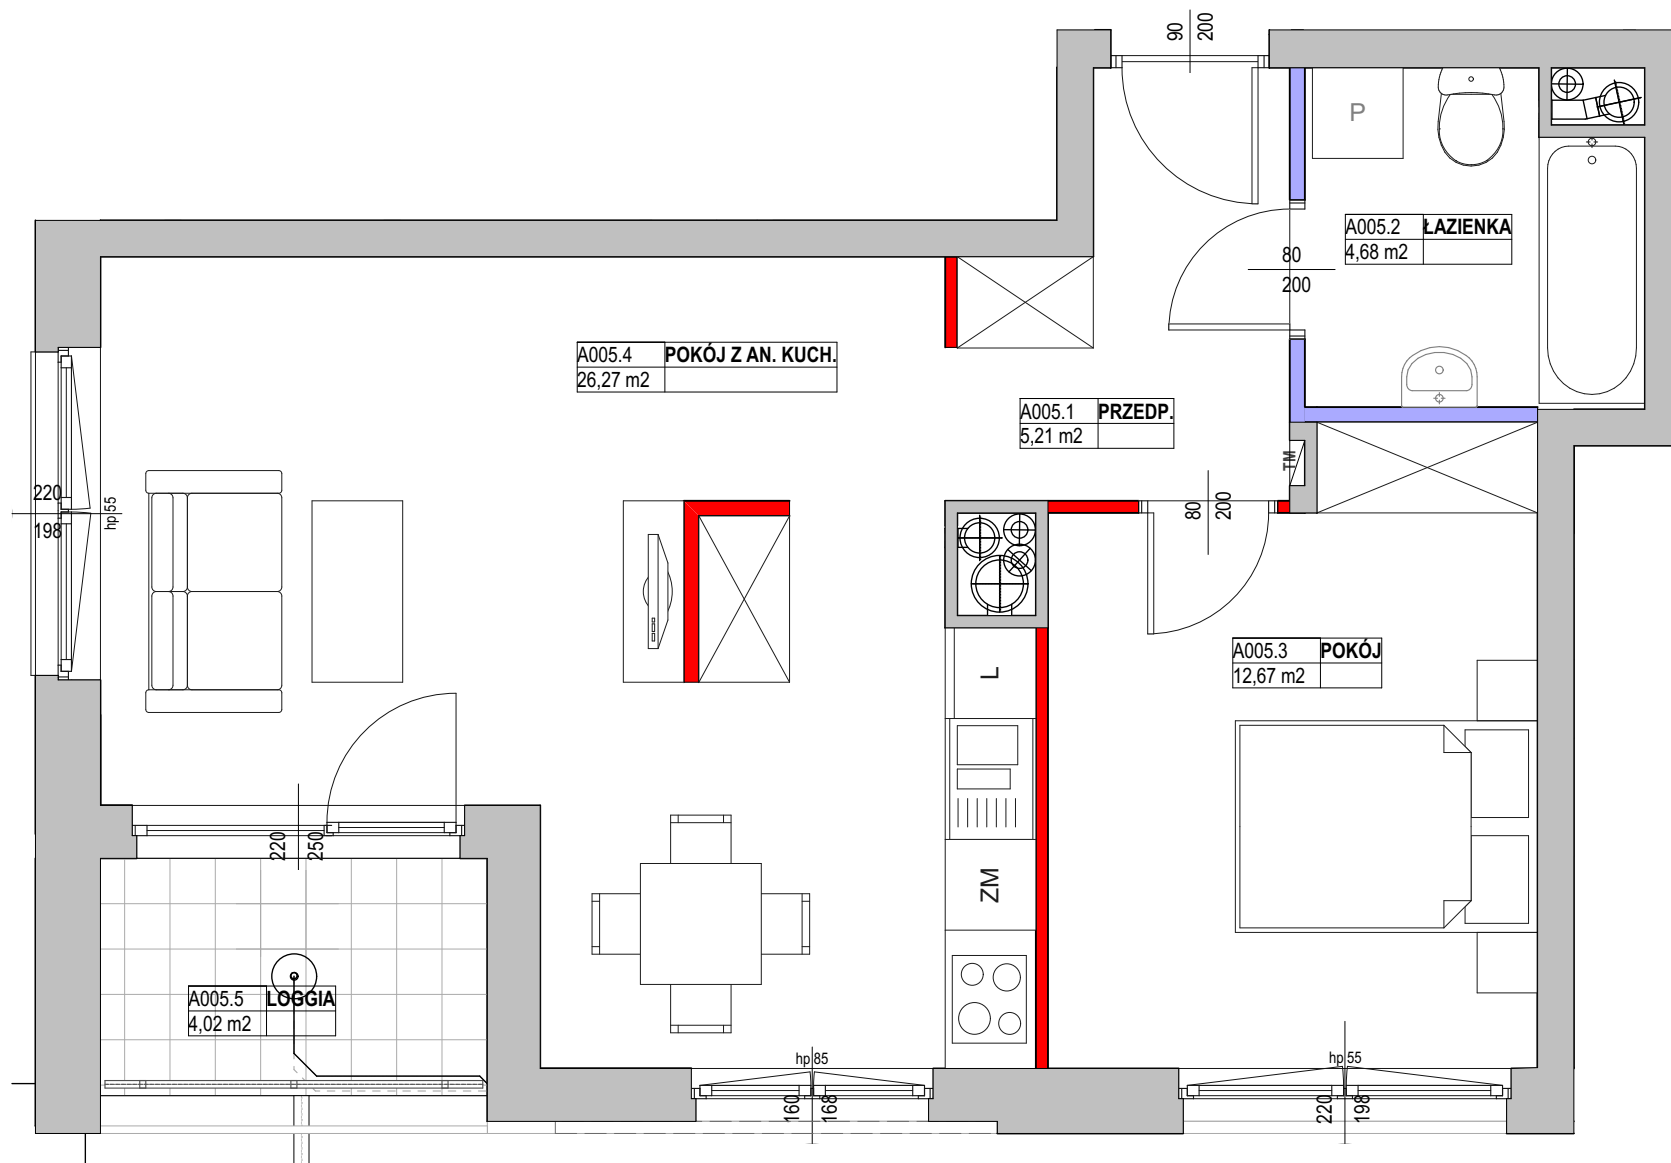 90
200
P
A005.2 ŁAZIENKA
4,68 m2
80
200
A005.4 POKÓJ Z AN. KUCH.
26,27 m2
A005.1 PRZEDP.
5,21 m2
TM
220
198
hp 55
80
200
A005.3 POKÓJ
12,67 m2
L
220
250
ZM
A005.5 LOGGIA
4,02 m2
hp 85
160
168
hp 55
220
198